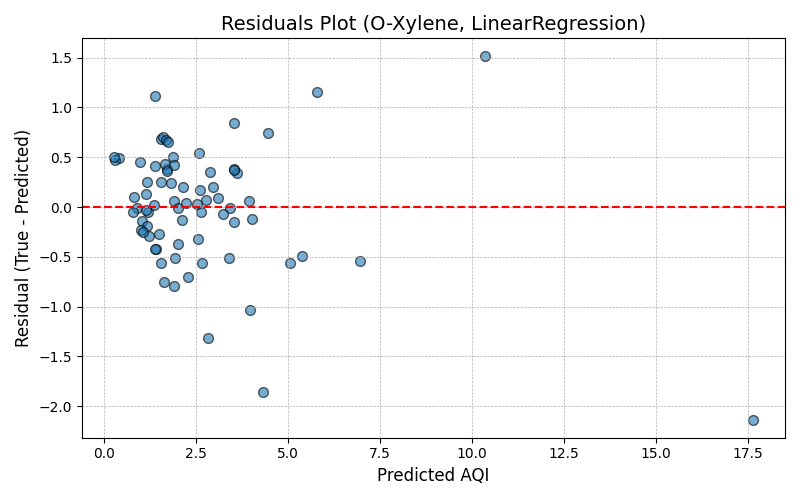 Residuals Plot (O-Xylene, LinearRegression)
Residual (True - Predicted)
1.5
1.0
0.5
0.0
−0.5
−1.0
−1.5
−2.0
0.0 2.5 5.0 7.5 10.0 12.5 15.0 17.5
Predicted AQI